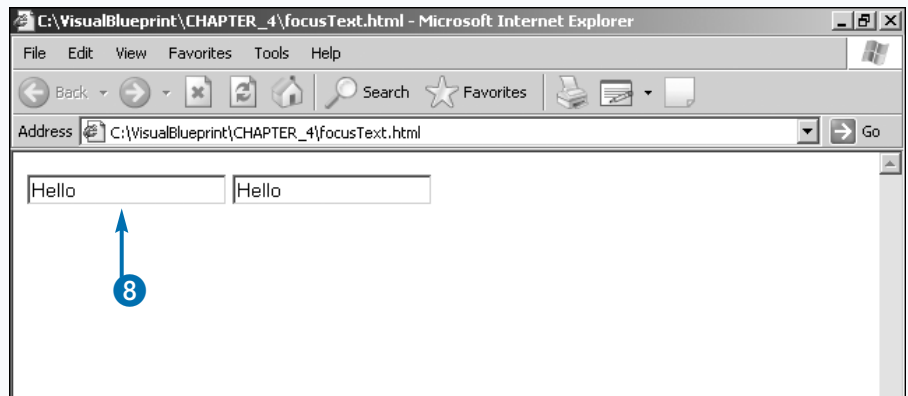 C:\VisualBlueprint\CHAPTER_4\focusText.html - Microsoft Internet Explorer
File Edit View Favorites Tools Help
Back Search Favorites
Address C:\VisualBlueprint\CHAPTER_4\focusText.html Go
Hello Hello
8